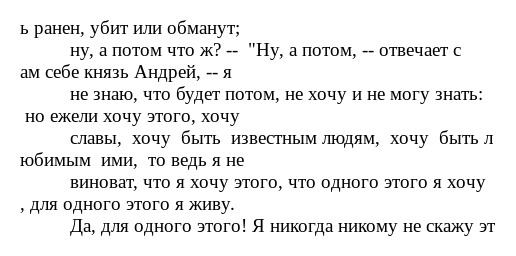 ь ранен, убит или обманут;
ну, а потом что ж? -- "Ну, а потом, -- отвечает с
ам себе князь Андрей, -- я
не знаю, что будет потом, не хочу и не могу знать:
но ежели хочу этого, хочу
славы, хочу быть известным людям, хочу быть л
юбимым ими, то ведь я не
виноват, что я хочу этого, что одного этого я хочу
, для одного этого я живу.
Да, для одного этого! Я никогда никому не скажу эт